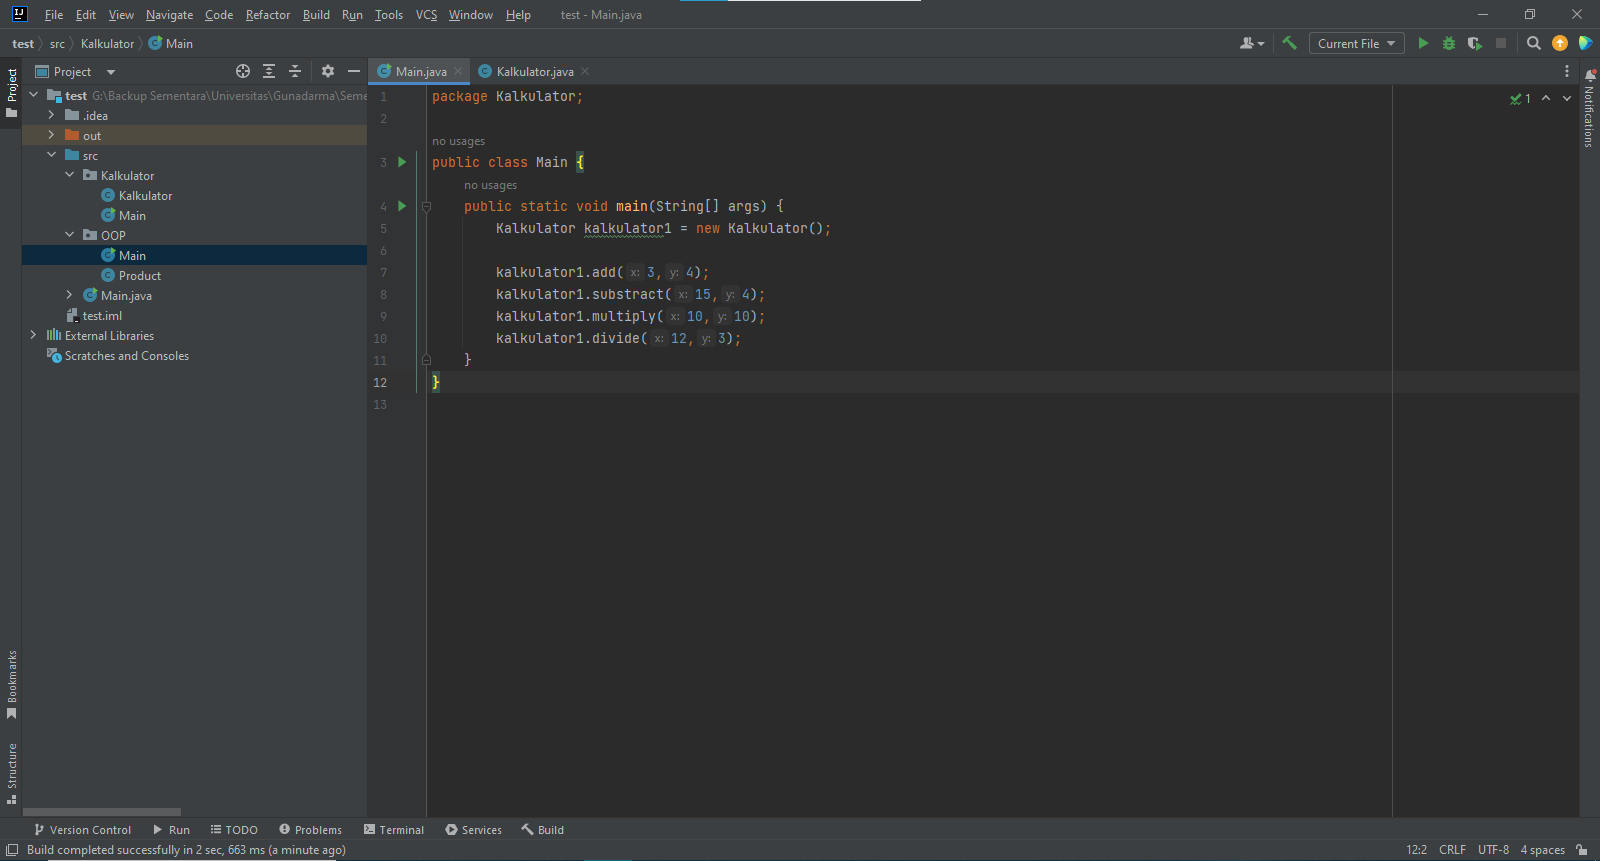 File Edit View Navigate Code Refactor Build Run Tools VCS Window Help test - Main.java
test src Kalkulator Main
Current File
Project
Main.java
Kalkulator.java
Project
Bookmarks
Structure
test G:\Backup Sementara\Universitas\Gunadarma\Seme
.idea
out
src
Kalkulator
Kalkulator
Main
OOP
Main
Product
Main.java
test.iml
External Libraries
Scratches and Consoles
1 package Kalkulator;
2
no usages
3 public class Main {
no usages
4 public static void main(String[] args) {
5 Kalkulator kalkulator1 = new Kalkulator();
6
7 kalkulator1.add( x: 3, y: 4);
8 kalkulator1.substract( x: 15, y: 4);
9 kalkulator1.multiply( x: 10, y: 10);
10 kalkulator1.divide( x: 12, y: 3);
11 }
12 }
13
1
Notifications
Version Control Run TODO Problems Terminal Services Build
Build completed successfully in 2 sec, 663 ms (a minute ago)
12:2 CRLF UTF-8 4 spaces